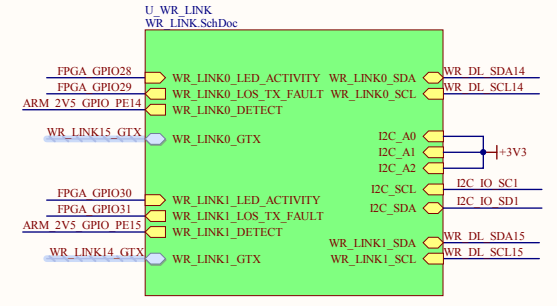 U_WR_LINK
WR_LINK.SchDoc
FPGA_GPIO28 WR_LINK0_LED_ACTIVITY WR_LINK0_SDA WR_DL_SDA14
FPGA_GPIO29 WR_LINK0_LOS_TX_FAULT WR_LINK0_SCL WR_DL_SCL14
ARM_2V5_GPIO_PE14 WR_LINK0_DETECT
WR_LINK15_GTX WR_LINK0_GTX I2C_A0
I2C_A1 +3V3
I2C_A2
FPGA_GPIO30 WR_LINK1_LED_ACTIVITY I2C_SCL I2C_IO_SC1
FPGA_GPIO31 WR_LINK1_LOS_TX_FAULT I2C_SDA I2C_IO_SD1
ARM_2V5_GPIO_PE15 WR_LINK1_DETECT
WR_LINK1_SDA WR_DL_SDA15
WR_LINK14_GTX WR_LINK1_GTX WR_LINK1_SCL WR_DL_SCL15